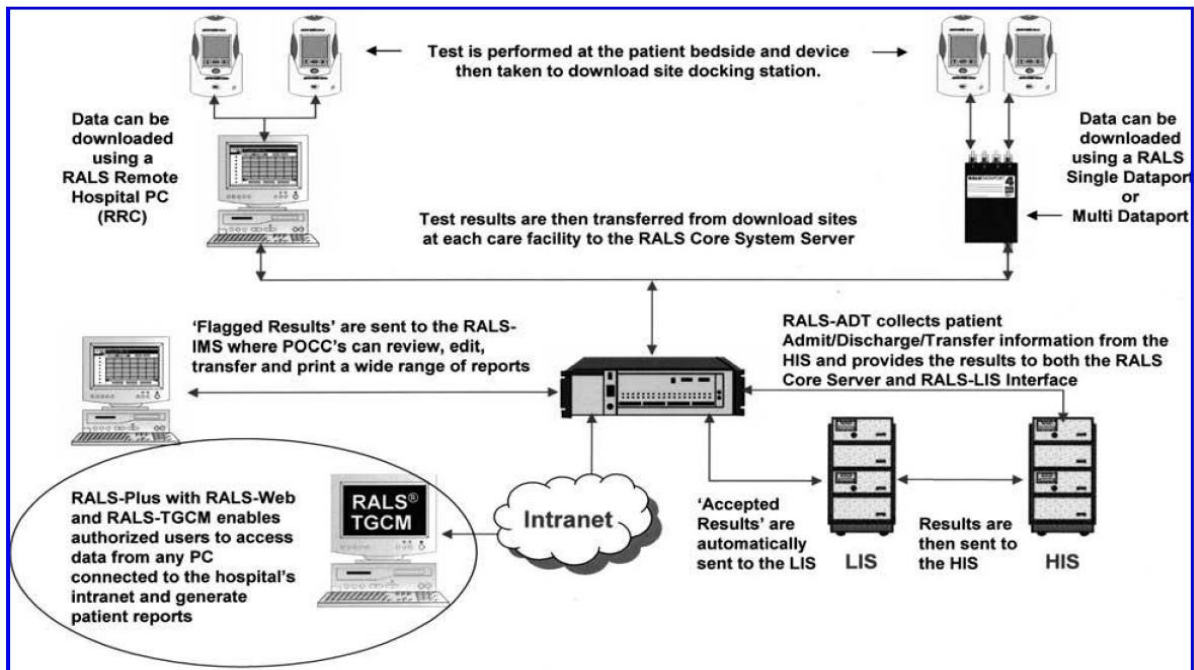 Test is performed at the patient bedside and device
then taken to download site docking station.
Data can be
downloaded
using a
RALS Remote
Hospital PC
(RRC)
Data can be
downloaded
using a RALS
Single Dataport
or
Multi Dataport
Test results are then transferred from download sites
at each care facility to the RALS Core System Server
'Flagged Results' are sent to the RALS-
IMS where POCC's can review, edit,
transfer and print a wide range of reports
RALS-ADT collects patient
Admit/Discharge/Transfer information from the
HIS and provides the results to both the RALS
Core Server and RALS-LIS Interface
RALS-Plus with RALS-Web
and RALS-TGCM enables
authorized users to access
data from any PC
connected to the hospital's
intranet and generate
patient reports
RALS®
TGCM
Intranet
'Accepted
Results' are
automatically
sent to the LIS
LIS
Results are
then sent to
the HIS
HIS